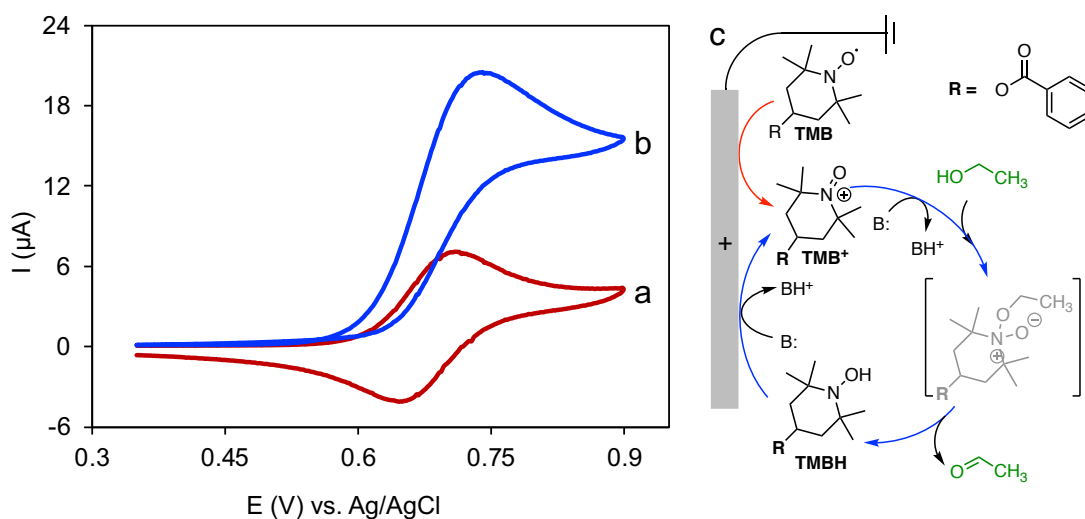 24
18
12
6
0
-6
I (µA)
0.3
0.45
0.6
0.75
0.9
E (V) vs. Ag/AgCl
b
a
C
+
N
O•
R
TMB
R =
O
O
O
N
⊕
R
TMB⁺
HO
CH₃
B:
BH⁺
BH⁺
B:
O
CH₃
N
O
⊖
⊕
R
OH
N
R
TMBH
O
CH₃